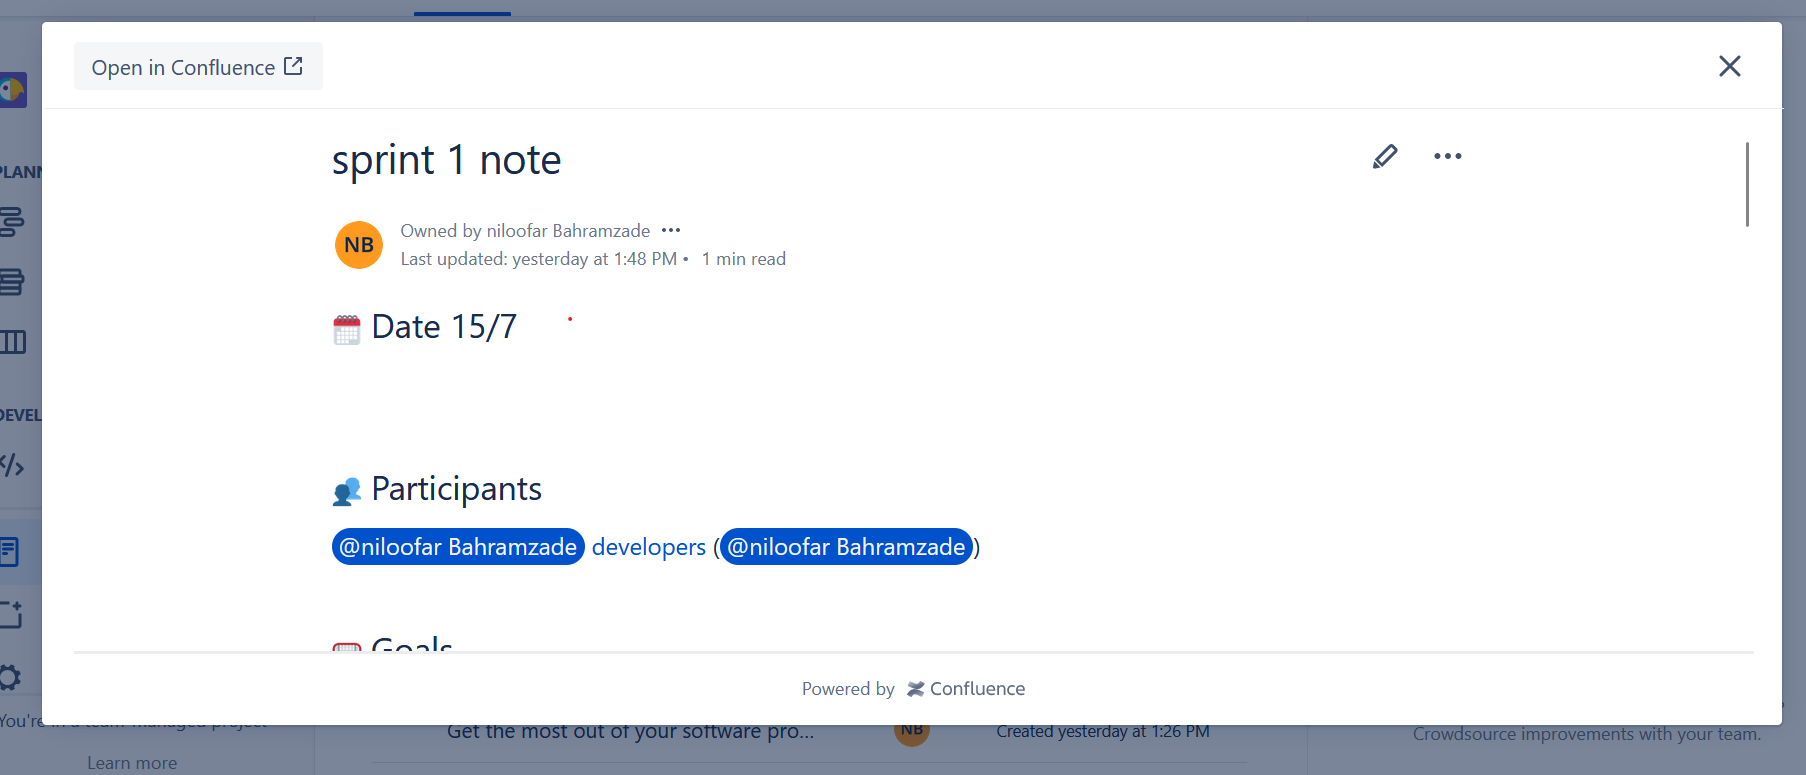 Open in Confluence
PLANN
sprint 1 note
NB
Owned by niloofar Bahramzade •••
Last updated: yesterday at 1:48 PM • 1 min read
Date 15/7
DEVEL
Participants
@niloofar Bahramzade developers (@niloofar Bahramzade)
Goals
Powered by Confluence
You're in a team-managed project
Get the most out of your software pro...
NB
Created yesterday at 1:26 PM
Crowdsource improvements with your team.
Learn more